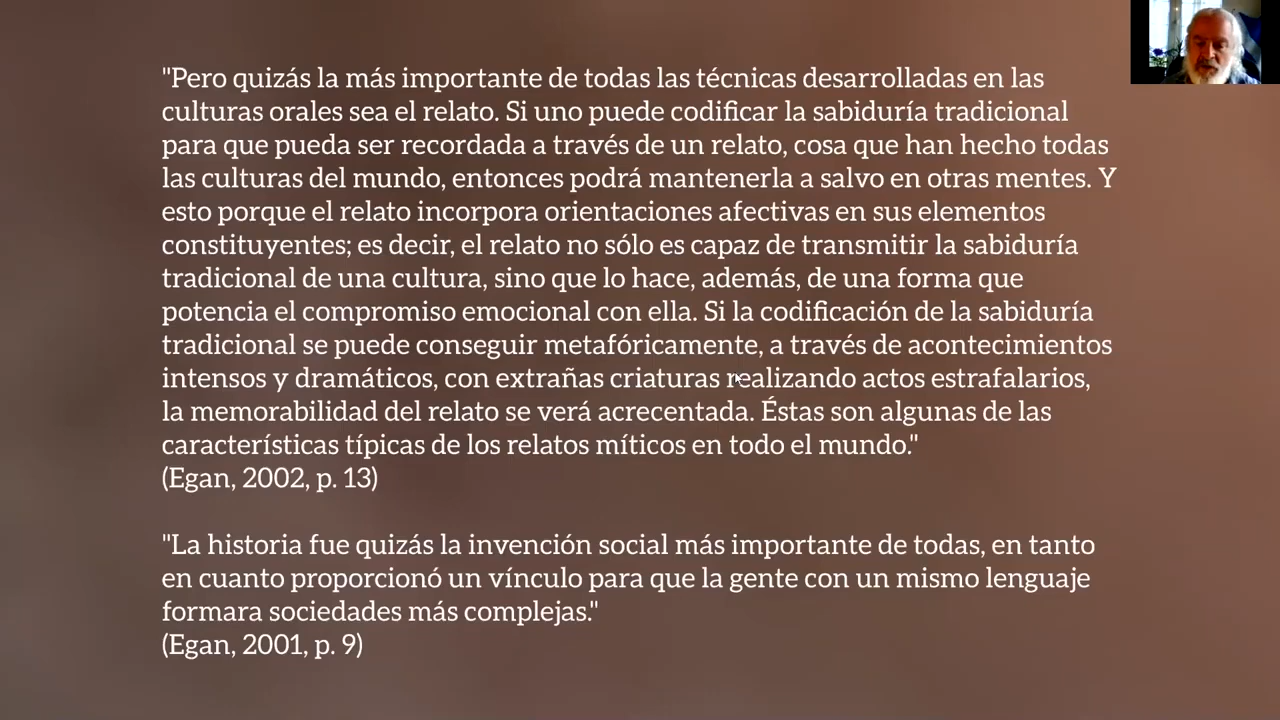 "Pero quizás la más importante de todas las técnicas desarrolladas en las
culturas orales sea el relato. Si uno puede codificar la sabiduría tradicional
para que pueda ser recordada a través de un relato, cosa que han hecho todas
las culturas del mundo, entonces podrá mantenerla a salvo en otras mentes. Y
esto porque el relato incorpora orientaciones afectivas en sus elementos
constituyentes; es decir, el relato no sólo es capaz de transmitir la sabiduría
tradicional de una cultura, sino que lo hace, además, de una forma que
potencia el compromiso emocional con ella. Si la codificación de la sabiduría
tradicional se puede conseguir metafóricamente, a través de acontecimientos
intensos y dramáticos, con extrañas criaturas realizando actos estrafalarios,
la memorabilidad del relato se verá acrecentada. Éstas son algunas de las
características típicas de los relatos míticos en todo el mundo."
(Egan, 2002, p. 13)
"La historia fue quizás la invención social más importante de todas, en tanto
en cuanto proporcionó un vínculo para que la gente con un mismo lenguaje
formara sociedades más complejas."
(Egan, 2001, p. 9)